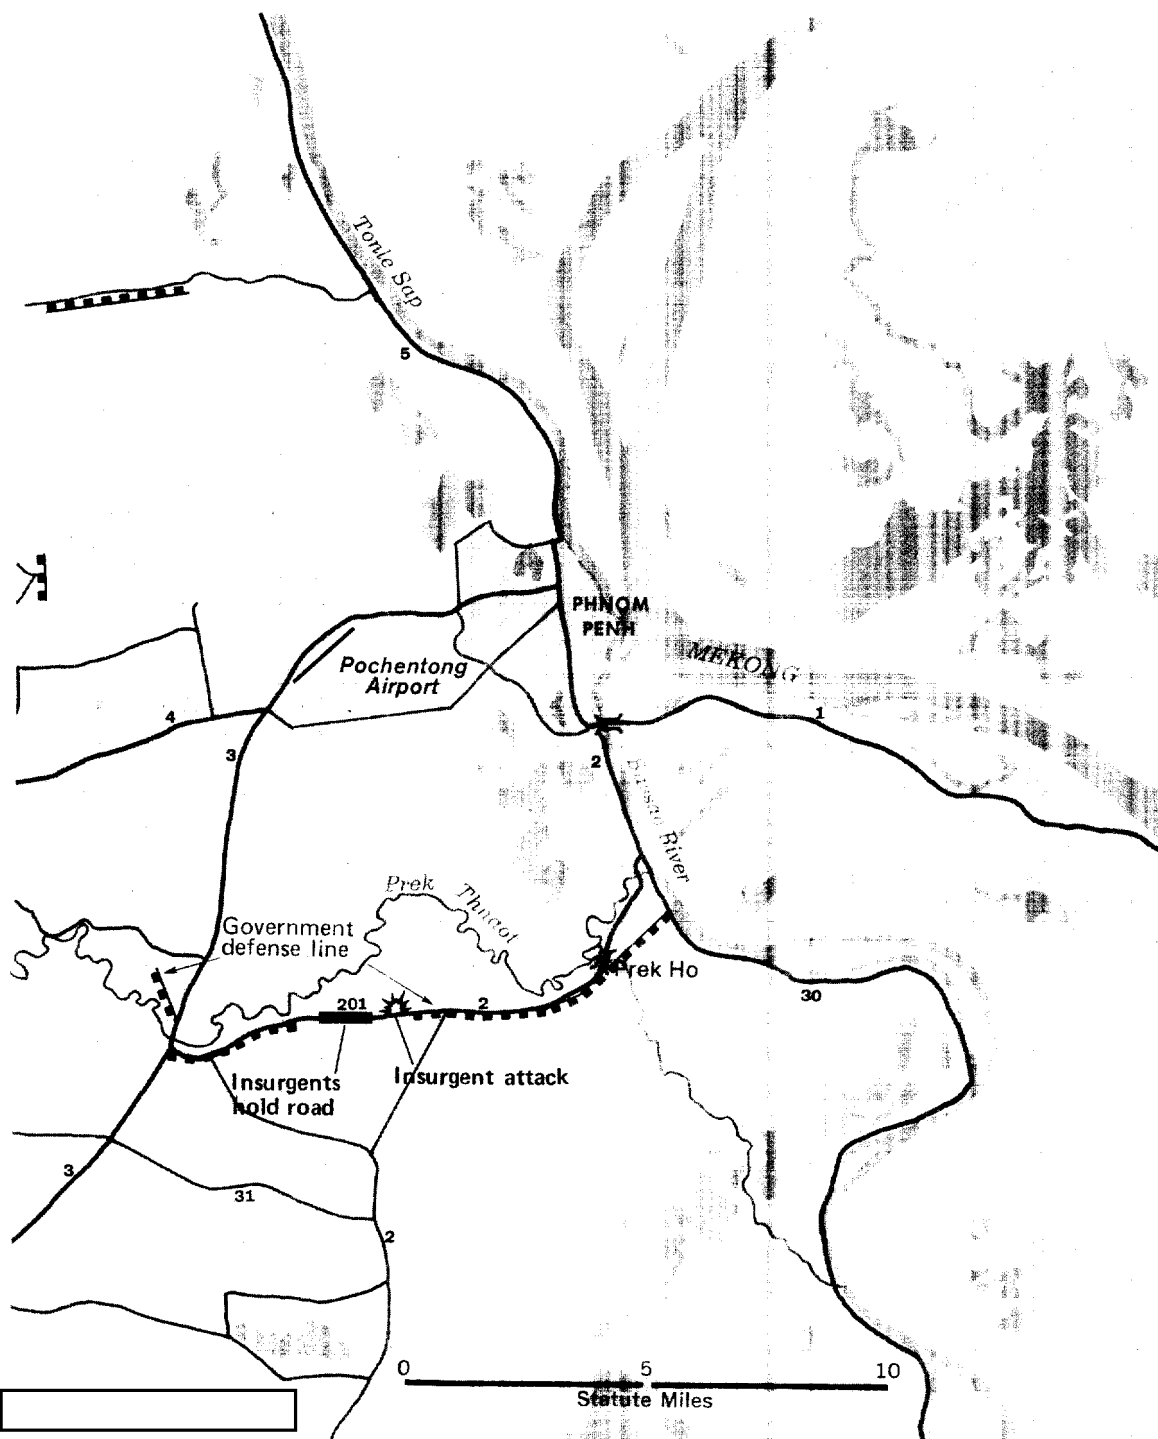 Tonle Sap
5
PHNOM
PENH
MEKONG
Pochentong
Airport
4
1
3
2
Bassac River
Prek Thnaot
Government
defense line
Prek Ho
30
201
2
Insurgents
hold road
Insurgent attack
3
31
2
0 5 10
Statute Miles